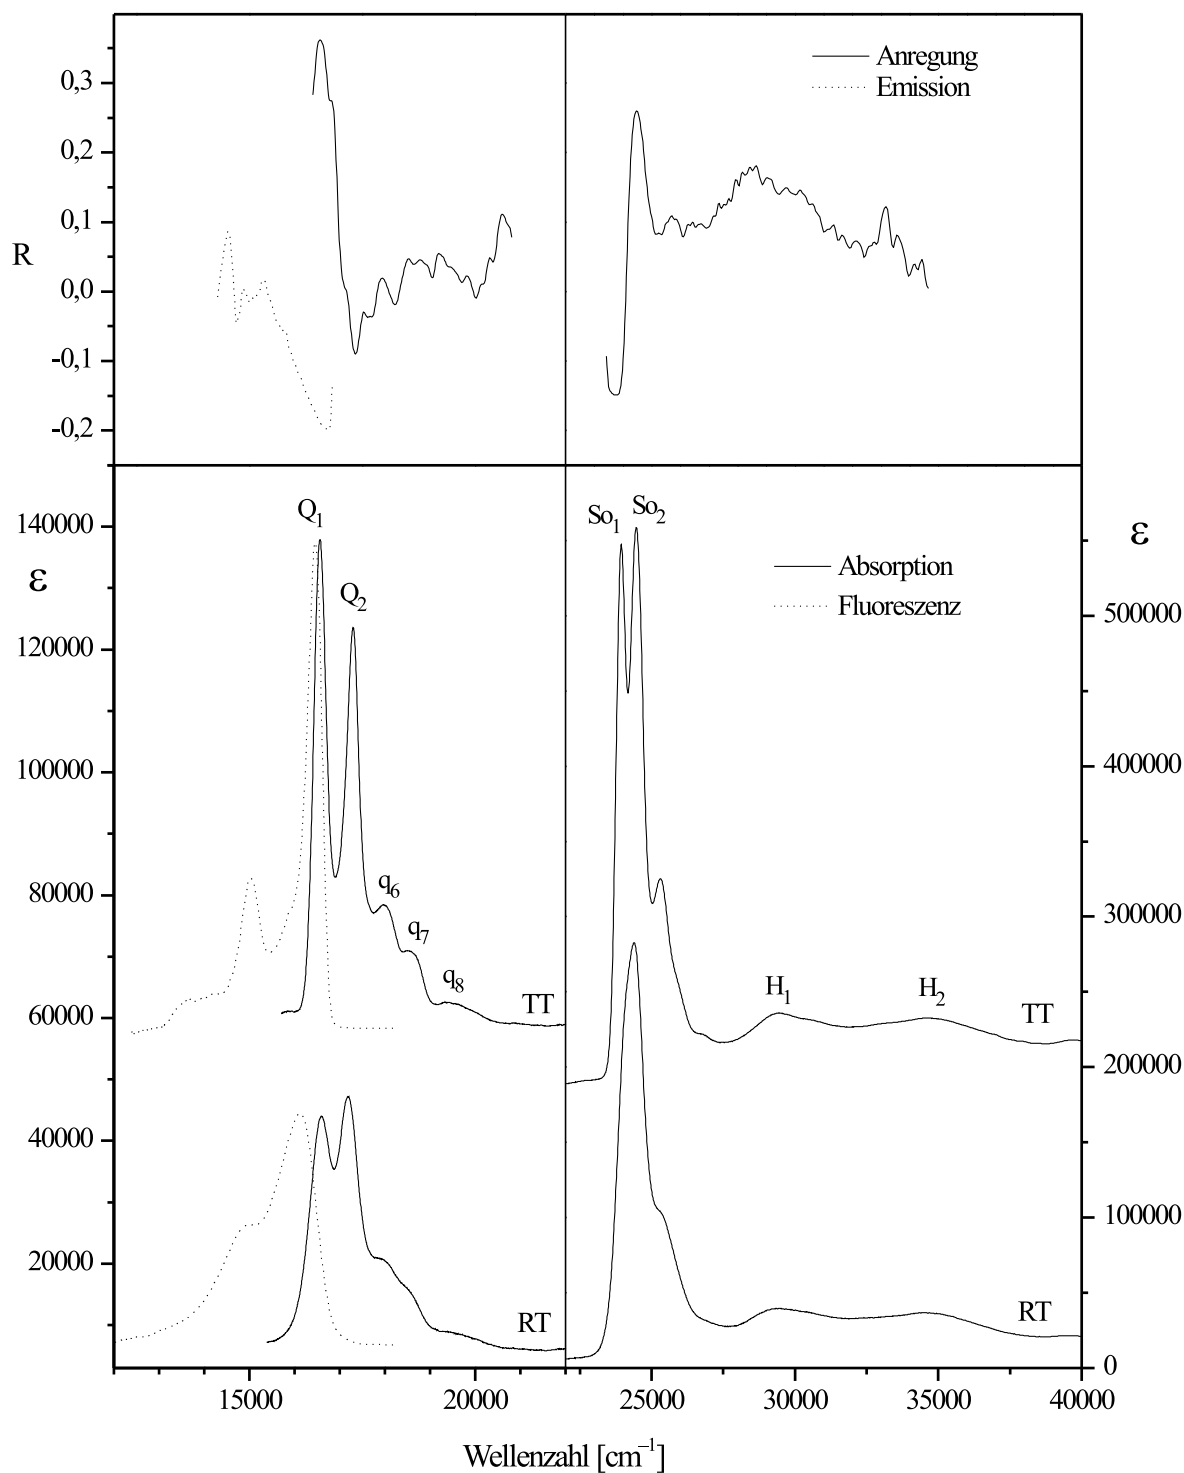 Anregung
Emission
0,3
0,2
0,1
0,0
-0,1
-0,2
R
Q1
Q2
q6
q7
q8
TT
RT
140000
120000
100000
80000
60000
40000
20000
ε
So1 So2
Absorption
Fluoreszenz
H1
H2
TT
RT
ε
500000
400000
300000
200000
100000
0
15000 20000 25000 30000 35000 40000
Wellenzahl [cm⁻¹]